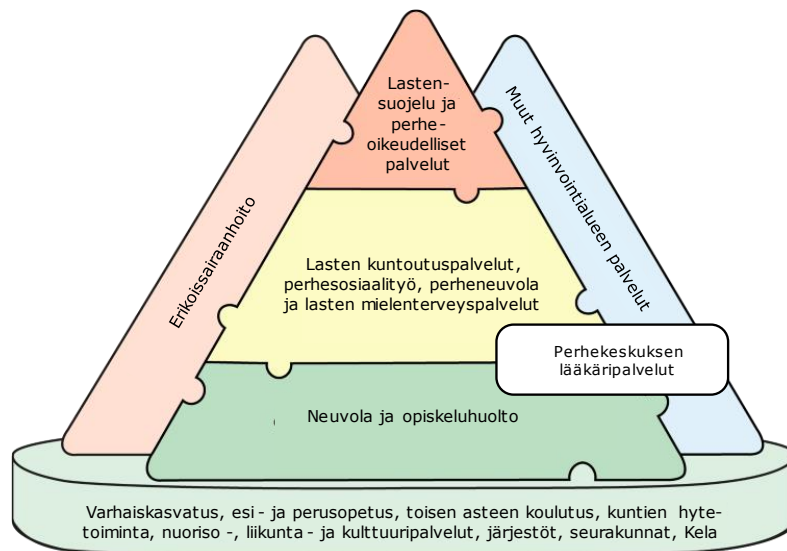 Lasten-
suojelu ja
perhe-
oikeudelliset
palvelut
Erikoissairaanhoito
Muut hyvinvointialueen palvelut
Lasten kuntoutuspalvelut,
perhesosiaalityö, perheneuvola
ja lasten mielenterveyspalvelut
Perhekeskuksen
lääkäripalvelut
Neuvola ja opiskeluhuolto
Varhaiskasvatus, esi- ja perusopetus, toisen asteen koulutus, kuntien hyte-
toiminta, nuoriso-, liikunta- ja kulttuuripalvelut, järjestöt, seurakunnat, Kela